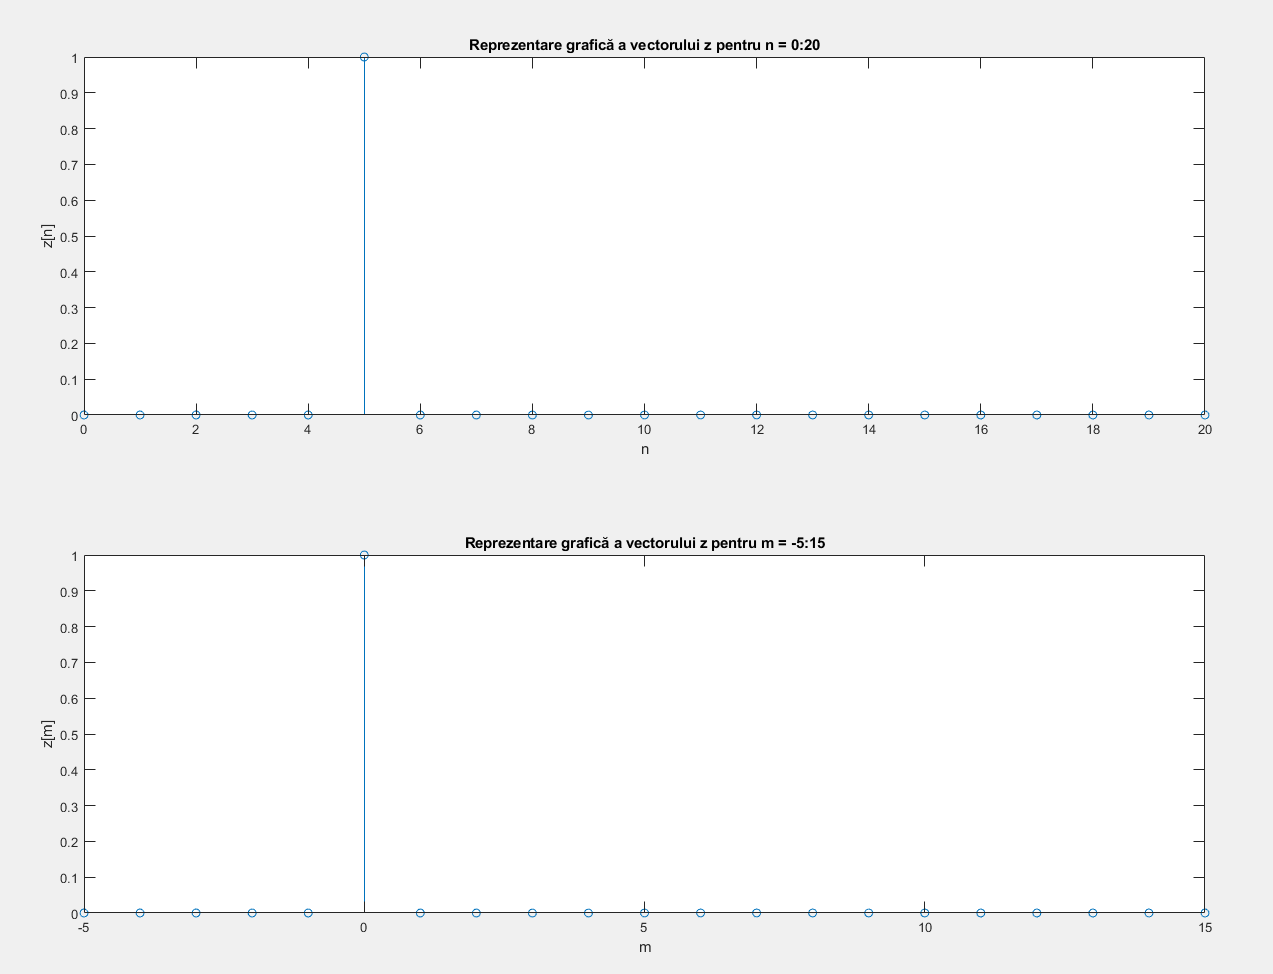 Reprezentare grafică a vectorului z pentru n = 0:20
1
0.9
0.8
0.7
0.6
0.5
0.4
0.3
0.2
0.1
0
z[n]
0 2 4 6 8 10 12 14 16 18 20
n
Reprezentare grafică a vectorului z pentru m = -5:15
1
0.9
0.8
0.7
0.6
0.5
0.4
0.3
0.2
0.1
0
z[m]
-5 0 5 10 15
m